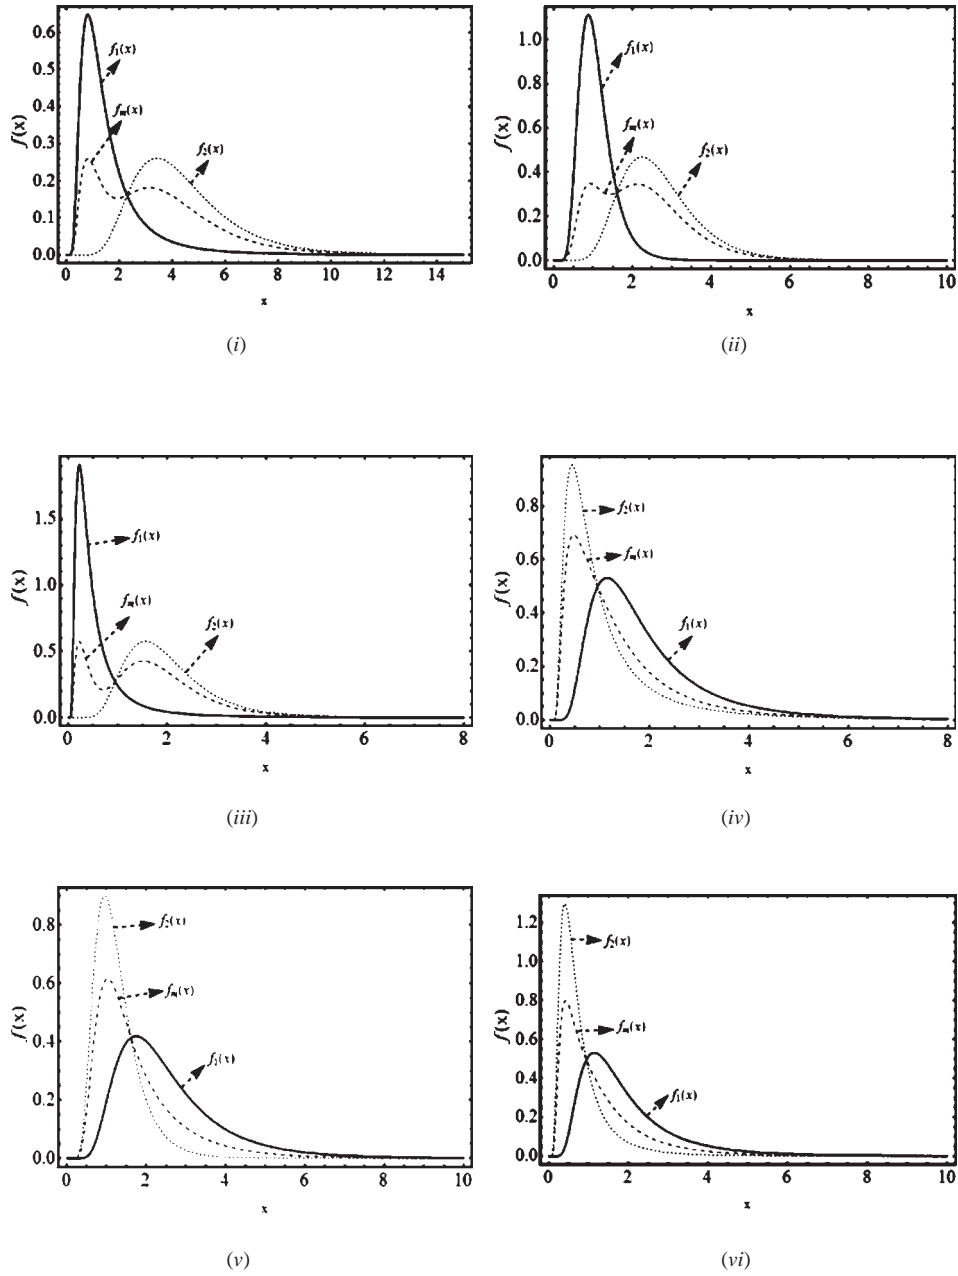 0.6
0.5
0.4
0.3
0.2
0.1
0.0
f(x)
f₁(x)
fₘ(x)
f₂(x)
0 2 4 6 8 10 12 14
x
(i)
1.0
0.8
0.6
0.4
0.2
0.0
f(x)
f₁(x)
fₘ(x)
f₂(x)
0 2 4 6 8 10
x
(ii)
1.5
1.0
0.5
0.0
f(x)
f₁(x)
fₘ(x)
f₂(x)
0 2 4 6 8
x
(iii)
0.8
0.6
0.4
0.2
0.0
f(x)
f₂(x)
fₘ(x)
f₁(x)
0 2 4 6 8
x
(iv)
0.8
0.6
0.4
0.2
0.0
f(x)
f₂(x)
fₘ(x)
f₁(x)
0 2 4 6 8 10
x
(v)
1.2
1.0
0.8
0.6
0.4
0.2
0.0
f(x)
f₂(x)
fₘ(x)
f₁(x)
0 2 4 6 8 10
x
(vi)